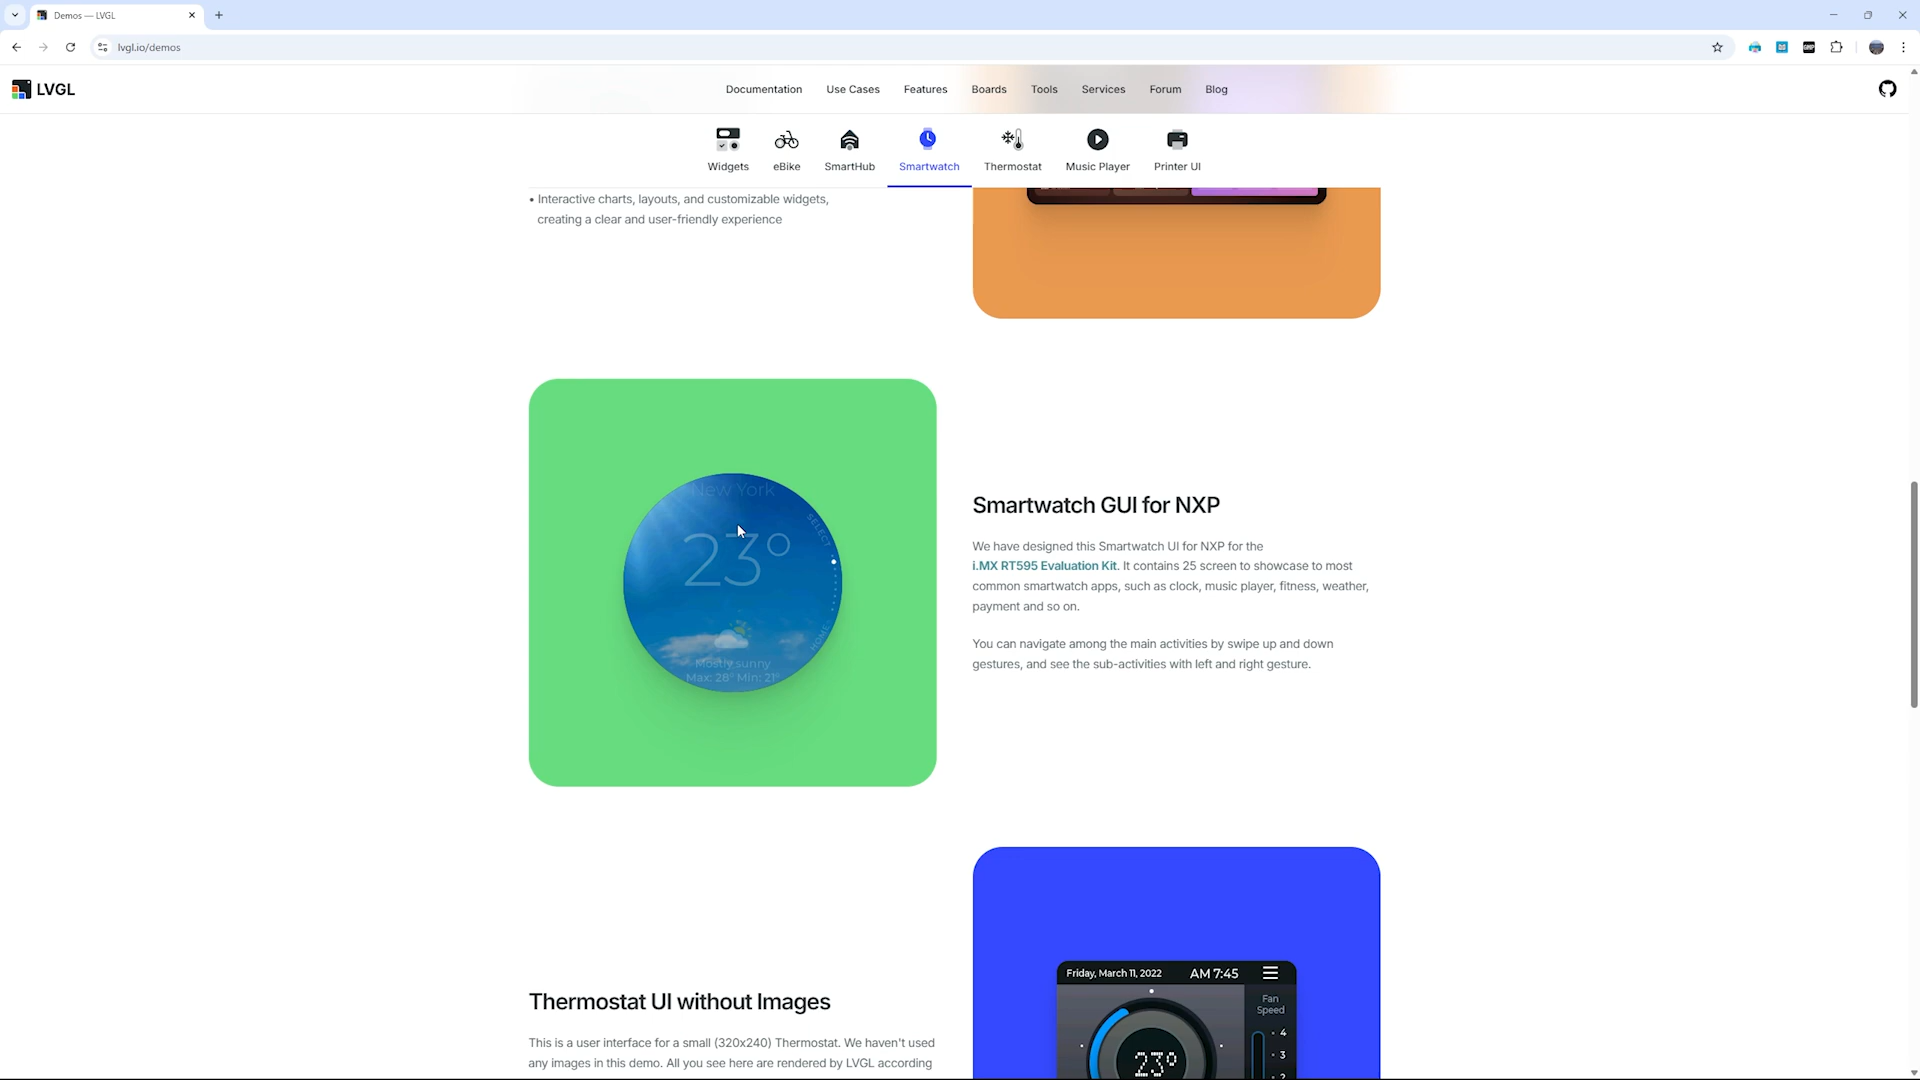 Demos — LVGL
lvgl.io/demos
LVGL
Documentation
Use Cases
Features
Boards
Tools
Services
Forum
Blog
Widgets
eBike
SmartHub
Smartwatch
Thermostat
Music Player
Printer UI
• Interactive charts, layouts, and customizable widgets,
creating a clear and user-friendly experience
New York
23°
SELECT
HOME
Mostly sunny
Max: 28° Min: 21°
Smartwatch GUI for NXP
We have designed this Smartwatch UI for NXP for the
i.MX RT595 Evaluation Kit. It contains 25 screen to showcase to most
common smartwatch apps, such as clock, music player, fitness, weather,
payment and so on.
You can navigate among the main activities by swipe up and down
gestures, and see the sub-activities with left and right gesture.
Thermostat UI without Images
This is a user interface for a small (320x240) Thermostat. We haven't used
any images in this demo. All you see here are rendered by LVGL according
Friday, March 11, 2022
AM 7:45
Fan
Speed
4
3
2
23°